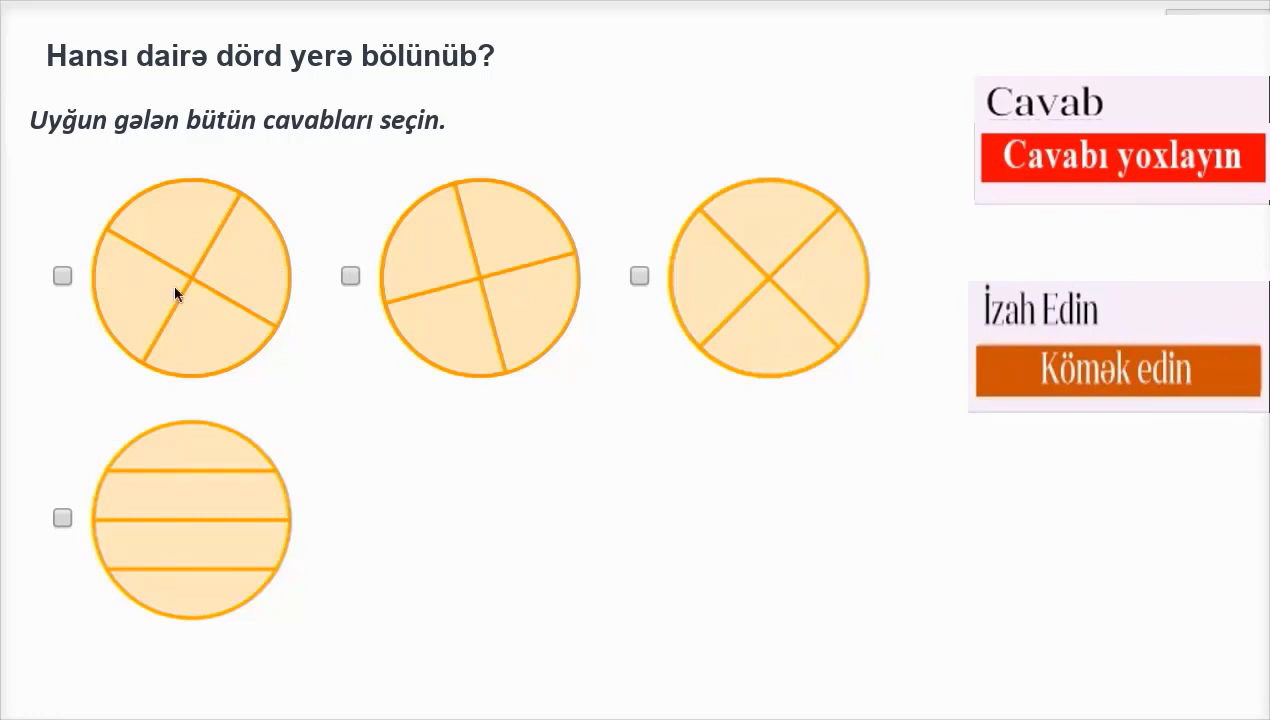 Hansı dairə dörd yerə bölünüb?
Uyğun gələn bütün cavabları seçin.
Cavab
Cavabı yoxlayın
İzah Edin
Kömək edin